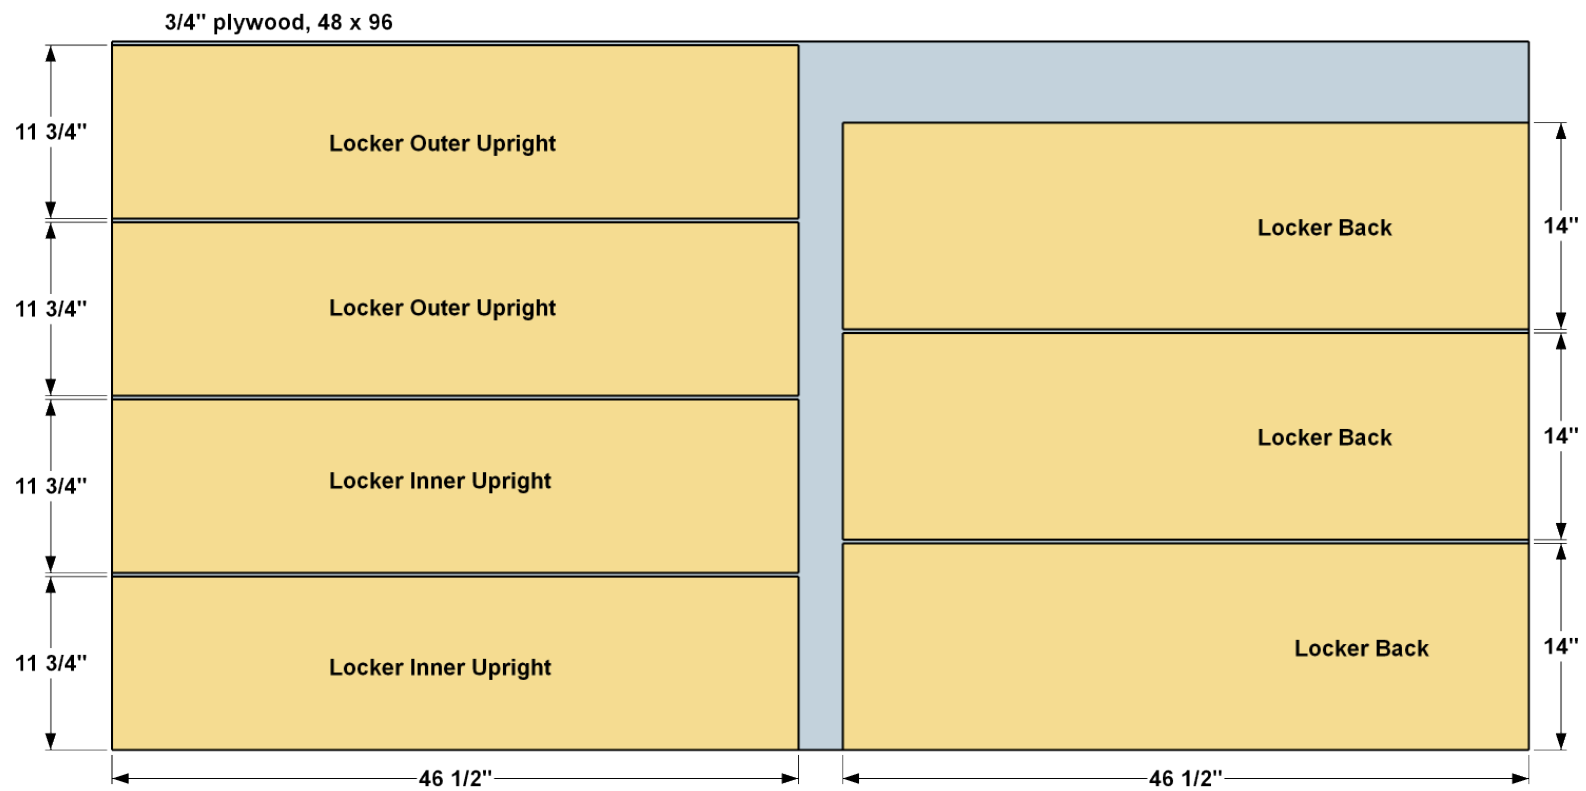 3/4" plywood, 48 x 96
11 3/4"
Locker Outer Upright
Locker Back
14"
11 3/4"
Locker Outer Upright
Locker Back
14"
11 3/4"
Locker Inner Upright
Locker Back
14"
11 3/4"
Locker Inner Upright
46 1/2"
46 1/2"